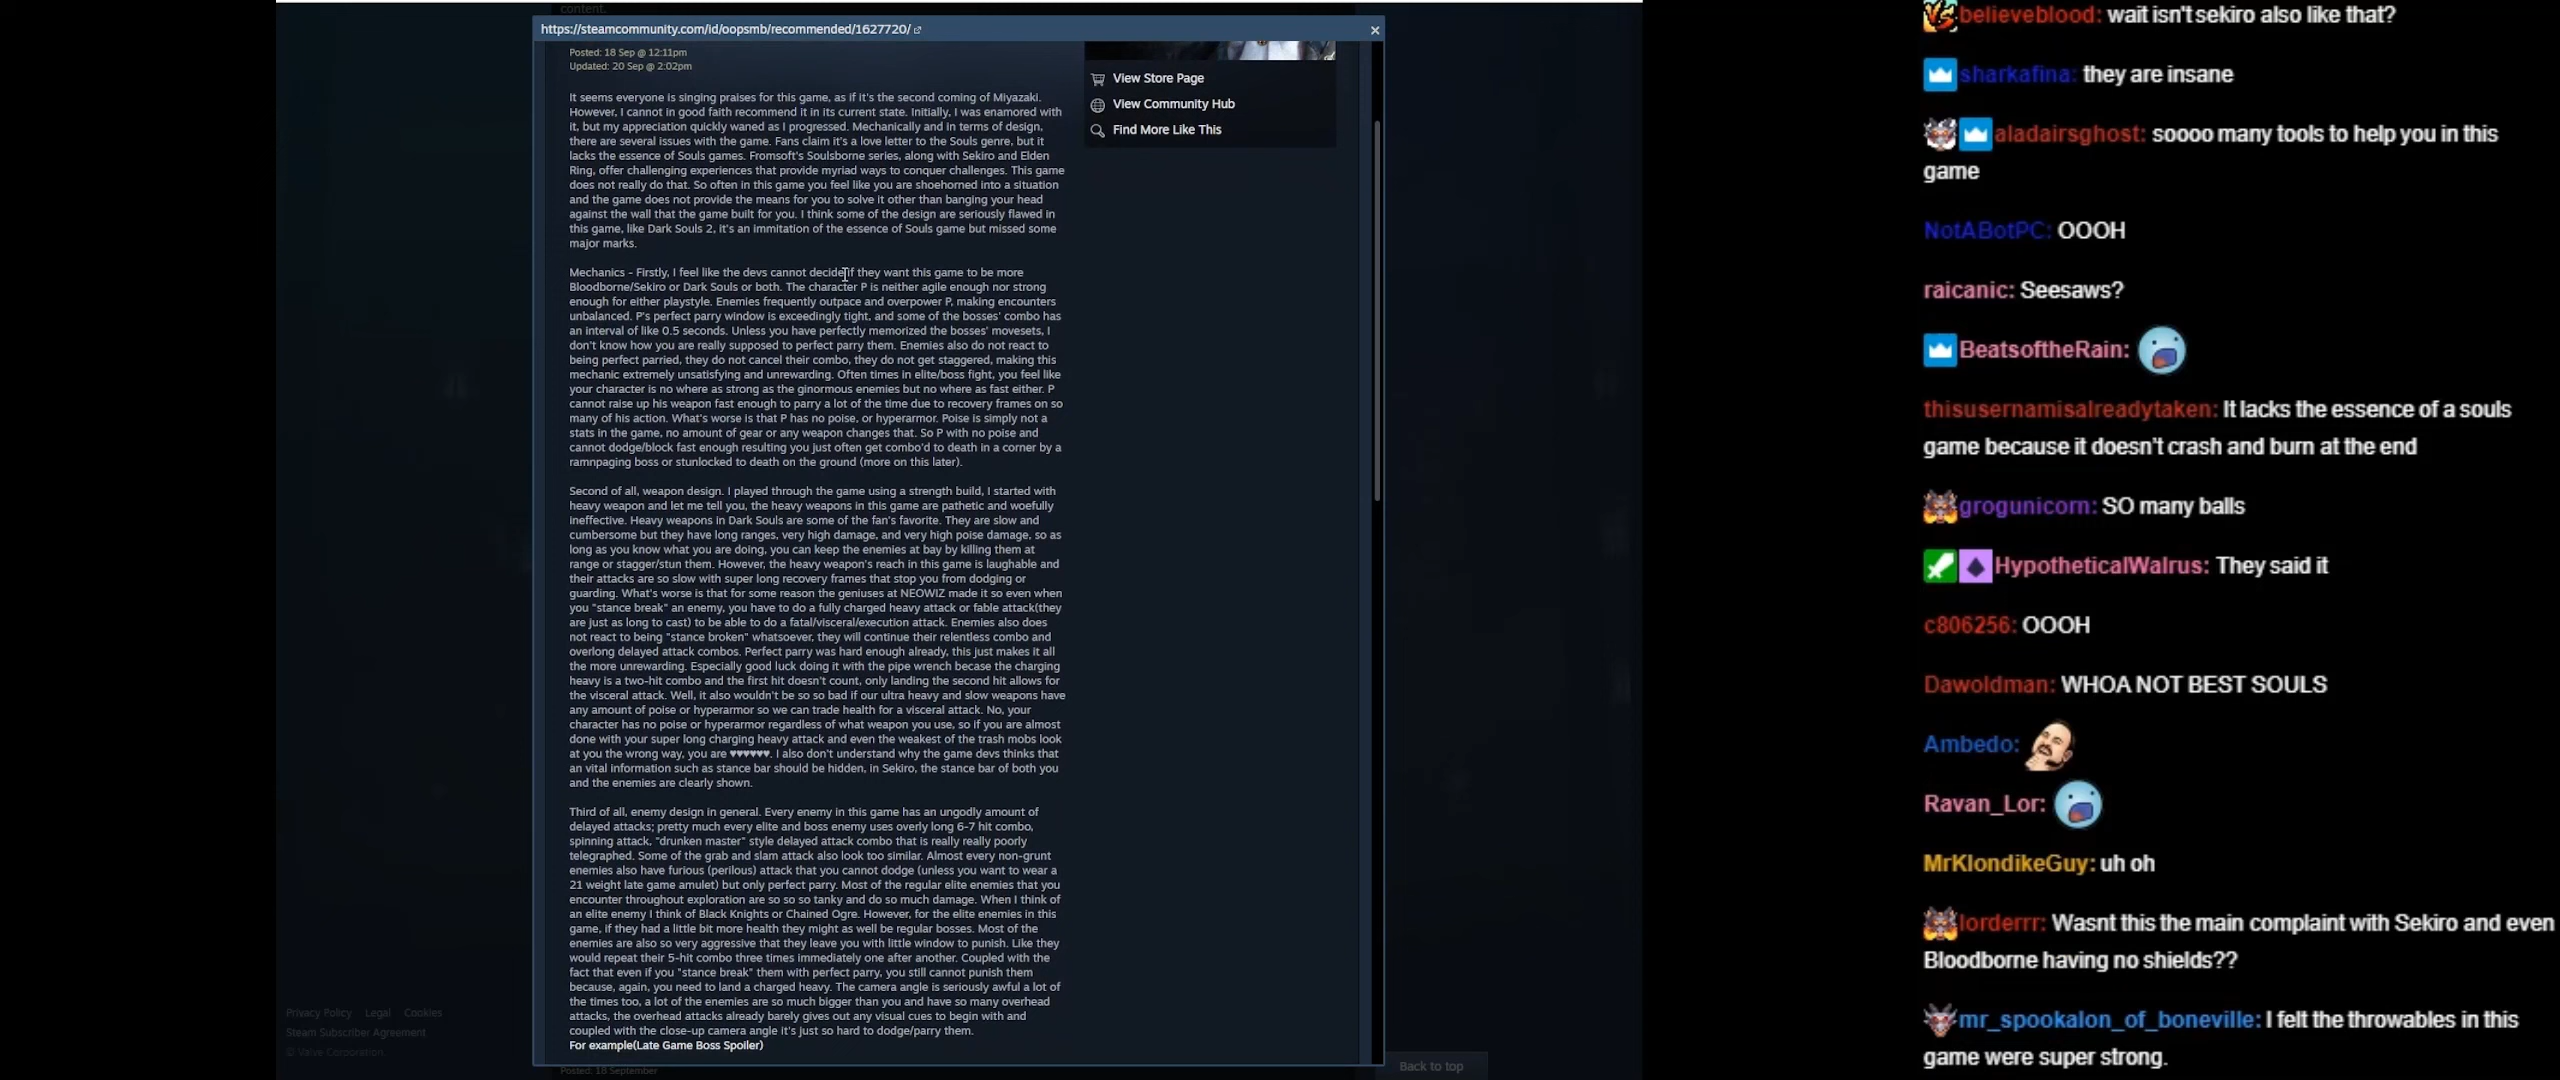 content.
https://steamcommunity.com/id/oopsmb/recommended/1627720/
Posted: 18 Sep @ 12:11pm
Updated: 20 Sep @ 2:02pm
It seems everyone is singing praises for this game, as if it's the second coming of Miyazaki.
However, I cannot in good faith recommend it in its current state. Initially, I was enamored with
it, but my appreciation quickly waned as I progressed. Mechanically and in terms of design,
there are several issues with the game. Fans claim it's a love letter to the Souls genre, but it
lacks the essence of Souls games. Fromsoft's Soulsborne series, along with Sekiro and Elden
Ring, offer challenging experiences that provide myriad ways to conquer challenges. This game
does not really do that. So often in this game you feel like you are shoehorned into a situation
and the game does not provide the means for you to solve it other than banging your head
against the wall that the game built for you. I think some of the design are seriously flawed in
this game, like Dark Souls 2, it's an immitation of the essence of Souls game but missed some
major marks.
Mechanics - Firstly, I feel like the devs cannot decide if they want this game to be more
Bloodborne/Sekiro or Dark Souls or both. The character P is neither agile enough nor strong
enough for either playstyle. Enemies frequently outpace and overpower P, making encounters
unbalanced. P's perfect parry window is exceedingly tight, and some of the bosses' combo has
an interval of like 0.5 seconds. Unless you have perfectly memorized the bosses' movesets, I
don't know how you are really supposed to perfect parry them. Enemies also do not react to
being perfect parried, they do not cancel their combo, they do not get staggered, making this
mechanic extremely unsatisfying and unrewarding. Often times in elite/boss fight, you feel like
your character is no where as strong as the ginormous enemies but no where as fast either. P
cannot raise up his weapon fast enough to parry a lot of the time due to recovery frames on so
many of his action. What's worse is that P has no poise, or hyperarmor. Poise is simply not a
stats in the game, no amount of gear or any weapon changes that. So P with no poise and
cannot dodge/block fast enough resulting you just often get combo'd to death in a corner by a
ramnpaging boss or stunlocked to death on the ground (more on this later).
Second of all, weapon design. I played through the game using a strength build, I started with
heavy weapon and let me tell you, the heavy weapons in this game are pathetic and woefully
ineffective. Heavy weapons in Dark Souls are some of the fan's favorite. They are slow and
cumbersome but they have long ranges, very high damage, and very high poise damage, so as
long as you know what you are doing, you can keep the enemies at bay by killing them at
range or stagger/stun them. However, the heavy weapon's reach in this game is laughable and
their attacks are so slow with super long recovery frames that stop you from dodging or
guarding. What's worse is that for some reason the geniuses at NEOWIZ made it so even when
you "stance break" an enemy, you have to do a fully charged heavy attack or fable attack(they
are just as long to cast) to be able to do a fatal/visceral/execution attack. Enemies also does
not react to being "stance broken" whatsoever, they will continue their relentless combo and
overlong delayed attack combos. Perfect parry was hard enough already, this just makes it all
the more unrewarding. Especially good luck doing it with the pipe wrench becase the charging
heavy is a two-hit combo and the first hit doesn't count, only landing the second hit allows for
the visceral attack. Well, it also wouldn't be so so bad if our ultra heavy and slow weapons have
any amount of poise or hyperarmor so we can trade health for a visceral attack. No, your
character has no poise or hyperarmor regardless of what weapon you use, so if you are almost
done with your super long charging heavy attack and even the weakest of the trash mobs look
at you the wrong way, you are ♥♥♥♥♥♥. I also don't understand why the game devs thinks that
an vital information such as stance bar should be hidden, in Sekiro, the stance bar of both you
and the enemies are clearly shown.
Third of all, enemy design in general. Every enemy in this game has an ungodly amount of
delayed attacks; pretty much every elite and boss enemy uses overly long 6-7 hit combo,
spinning attack, "drunken master" style delayed attack combo that is really really poorly
telegraphed. Some of the grab and slam attack also look too similar. Almost every non-grunt
enemies also have furious (perilous) attack that you cannot dodge (unless you want to wear a
21 weight late game amulet) but only perfect parry. Most of the regular elite enemies that you
encounter throughout exploration are so so so tanky and do so much damage. When I think of
an elite enemy I think of Black Knights or Chained Ogre. However, for the elite enemies in this
game, if they had a little bit more health they might as well be regular bosses. Most of the
enemies are also so very aggressive that they leave you with little window to punish. Like they
would repeat their 5-hit combo three times immediately one after another. Coupled with the
fact that even if you "stance break" them with perfect parry, you still cannot punish them
because, again, you need to land a charged heavy. The camera angle is seriously awful a lot of
the times too, a lot of the enemies are so much bigger than you and have so many overhead
attacks, the overhead attacks already barely gives out any visual cues to begin with and
coupled with the close-up camera angle it's just so hard to dodge/parry them.
For example(Late Game Boss Spoiler)
View Store Page
View Community Hub
Find More Like This
Privacy Policy Legal Cookies
Steam Subscriber Agreement
© Valve Corporation.
Posted: 18 September
Back to top
believeblood: wait isn't sekiro also like that?
sharkafina: they are insane
aladairsghost: soooo many tools to help you in this
game
NotABotPC: OOOH
raicanic: Seesaws?
BeatsoftheRain:
thisusernamisalreadytaken: It lacks the essence of a souls
game because it doesn't crash and burn at the end
grogunicorn: SO many balls
HypotheticalWalrus: They said it
c806256: OOOH
Dawoldman: WHOA NOT BEST SOULS
Ambedo:
Ravan_Lor:
MrKlondikeGuy: uh oh
lorderrr: Wasnt this the main complaint with Sekiro and even
Bloodborne having no shields??
mr_spookalon_of_boneville: I felt the throwables in this
game were super strong.